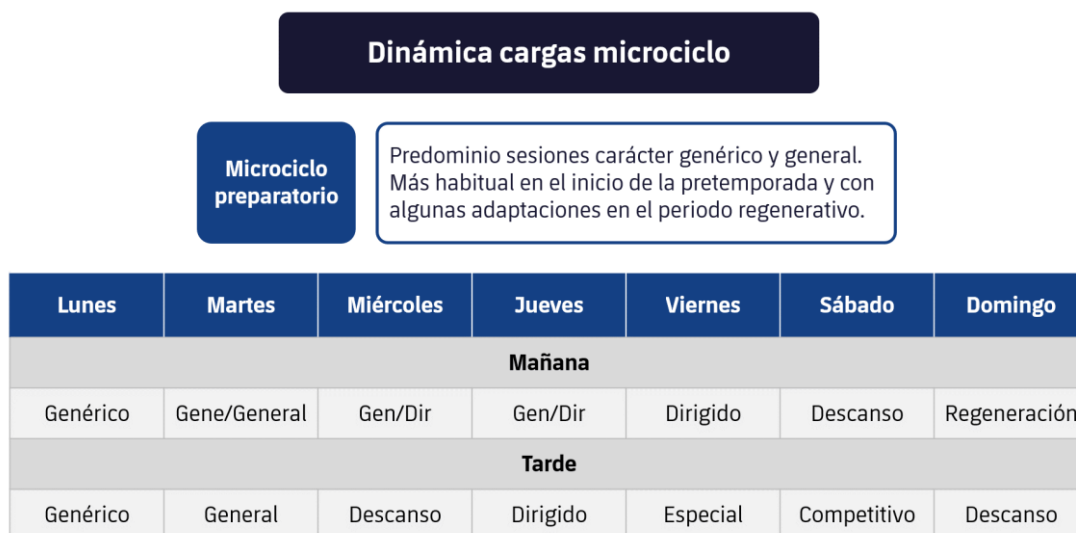 Dinámica cargas microciclo
Microciclo
preparatorio
Predominio sesiones carácter genérico y general.
Más habitual en el inicio de la pretemporada y con
algunas adaptaciones en el periodo regenerativo.
Lunes Martes Miércoles Jueves Viernes Sábado Domingo
Mañana
Genérico Gene/General Gen/Dir Gen/Dir Dirigido Descanso Regeneración
Tarde
Genérico General Descanso Dirigido Especial Competitivo Descanso